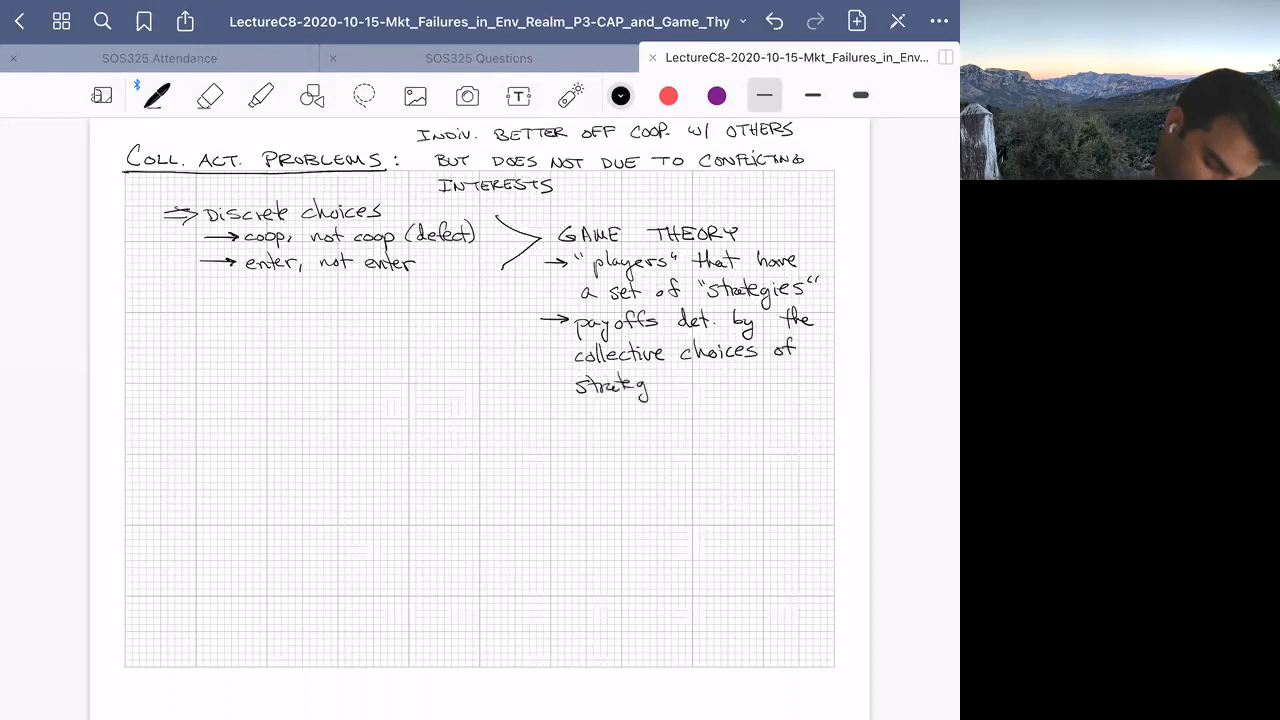 LectureC8-2020-10-15-Mkt_Failures_in_Env_Realm_P3-CAP_and_Game_Thy
SOS325 Attendance
SOS325 Questions
LectureC8-2020-10-15-Mkt_Failures_in_Env...
INDIV. BETTER OFF COOP. W/ OTHERS
COLL. ACT. PROBLEMS: BUT DOES NOT DUE TO CONFLICTING
INTERESTS
⇒ Discrete choices
→ coop, not coop (defect)
→ enter, not enter
GAME THEORY
→ "players" that have
a set of "strategies"
→ payoffs det. by the
collective choices of
strateg